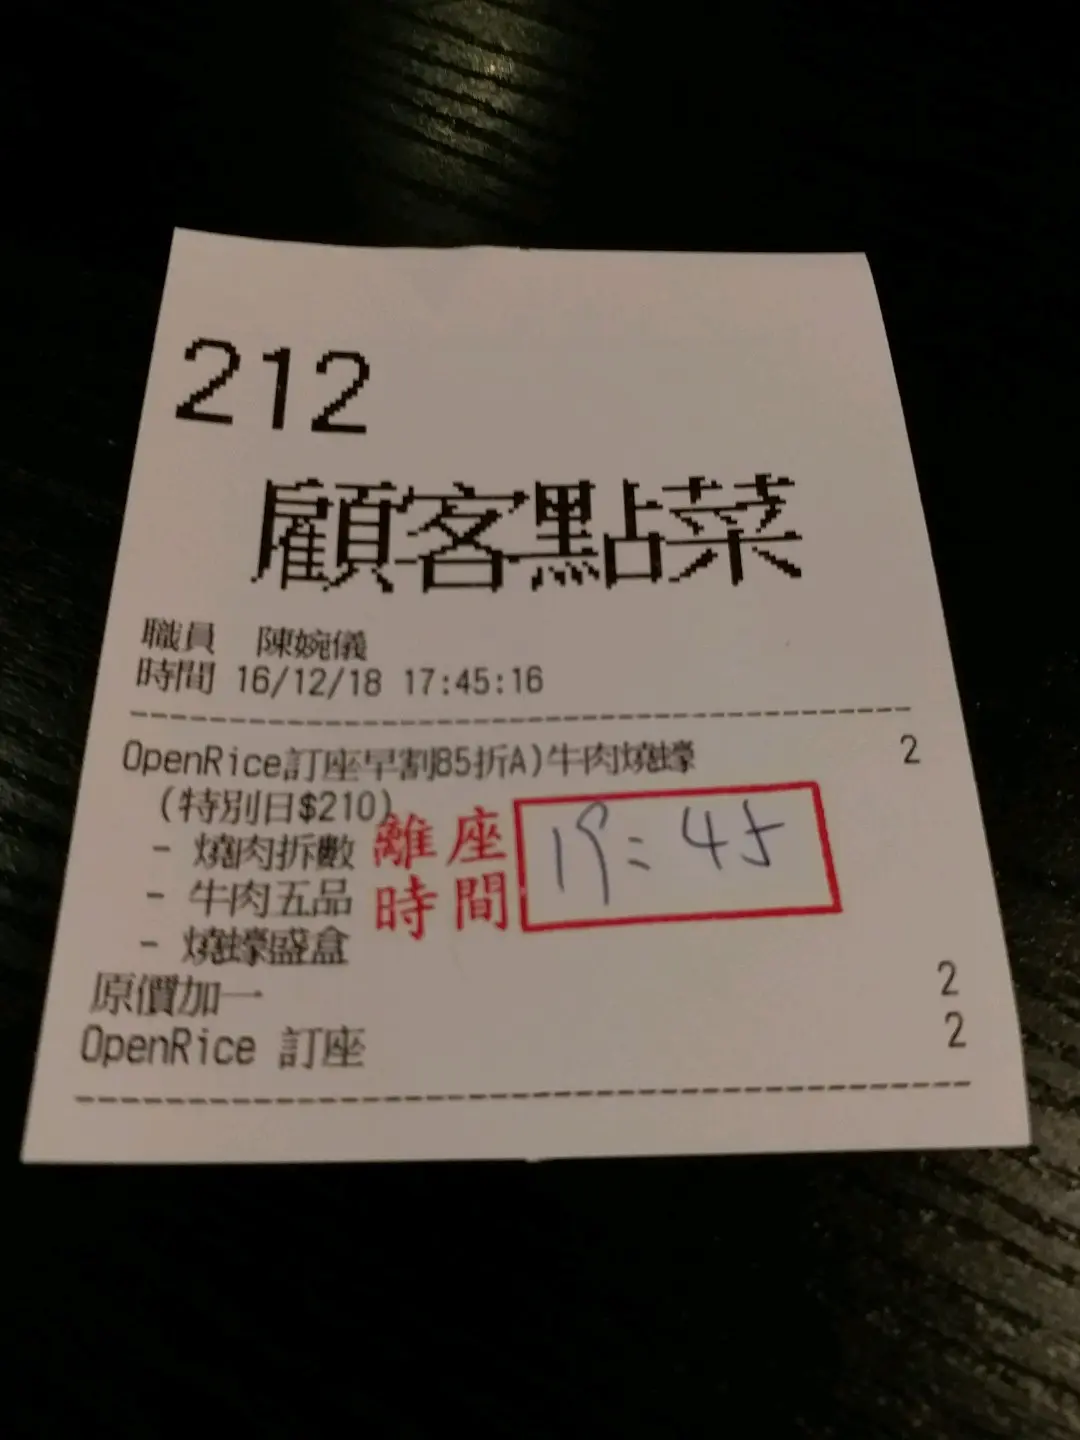 212
顧客點菜
職員 陳婉儀
時間 16/12/18 17:45:16
OpenRice訂座早割85折A)牛肉燒蠔 2
(特別日$210)
- 燒肉拆數
- 牛肉五品
- 燒蠔盛盒
離座
時間
19:45
原價加一 2
OpenRice 訂座 2